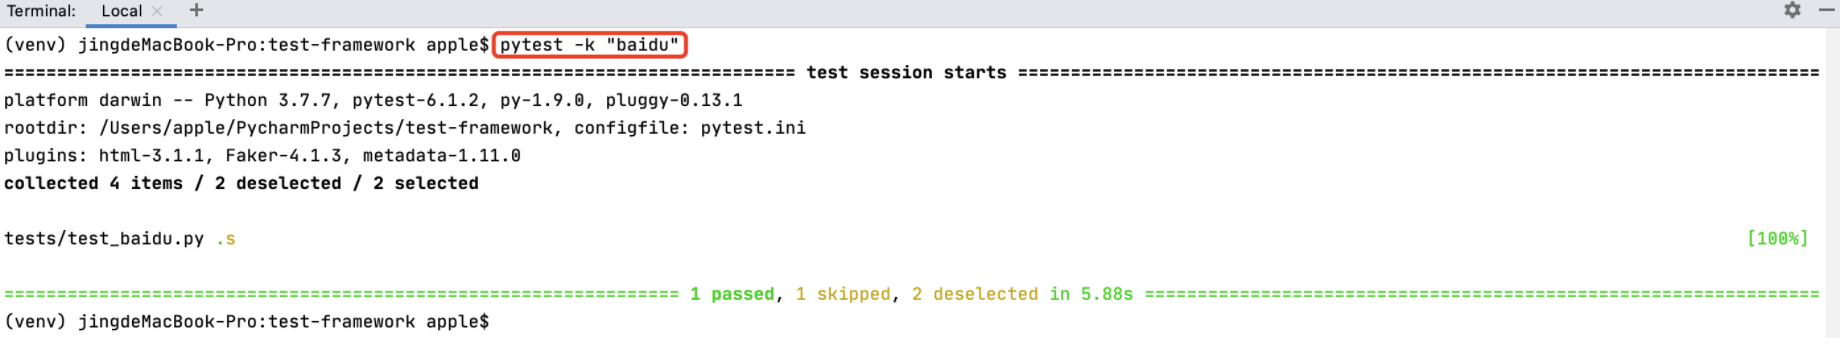 Terminal: Local × +
(venv) jingdeMacBook-Pro:test-framework apple$ pytest -k "baidu"
=========================================================================== test session starts ============================================================================
platform darwin -- Python 3.7.7, pytest-6.1.2, py-1.9.0, pluggy-0.13.1
rootdir: /Users/apple/PycharmProjects/test-framework, configfile: pytest.ini
plugins: html-3.1.1, Faker-4.1.3, metadata-1.11.0
collected 4 items / 2 deselected / 2 selected
tests/test_baidu.py .s [100%]
================================================================ 1 passed, 1 skipped, 2 deselected in 5.88s ================================================================
(venv) jingdeMacBook-Pro:test-framework apple$